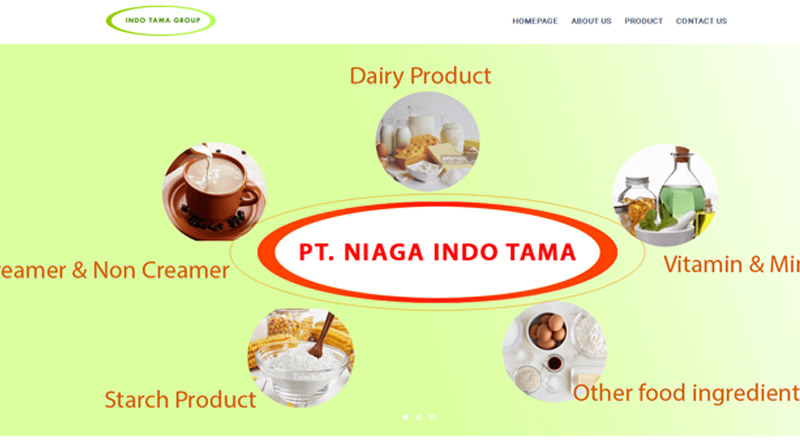 INDO TAMA GROUP
HOMEPAGE ABOUT US PRODUCT CONTACT US
Dairy Product
PT. NIAGA INDO TAMA
reamer & Non Creamer
Vitamin & Min
Starch Product
Other food ingredient